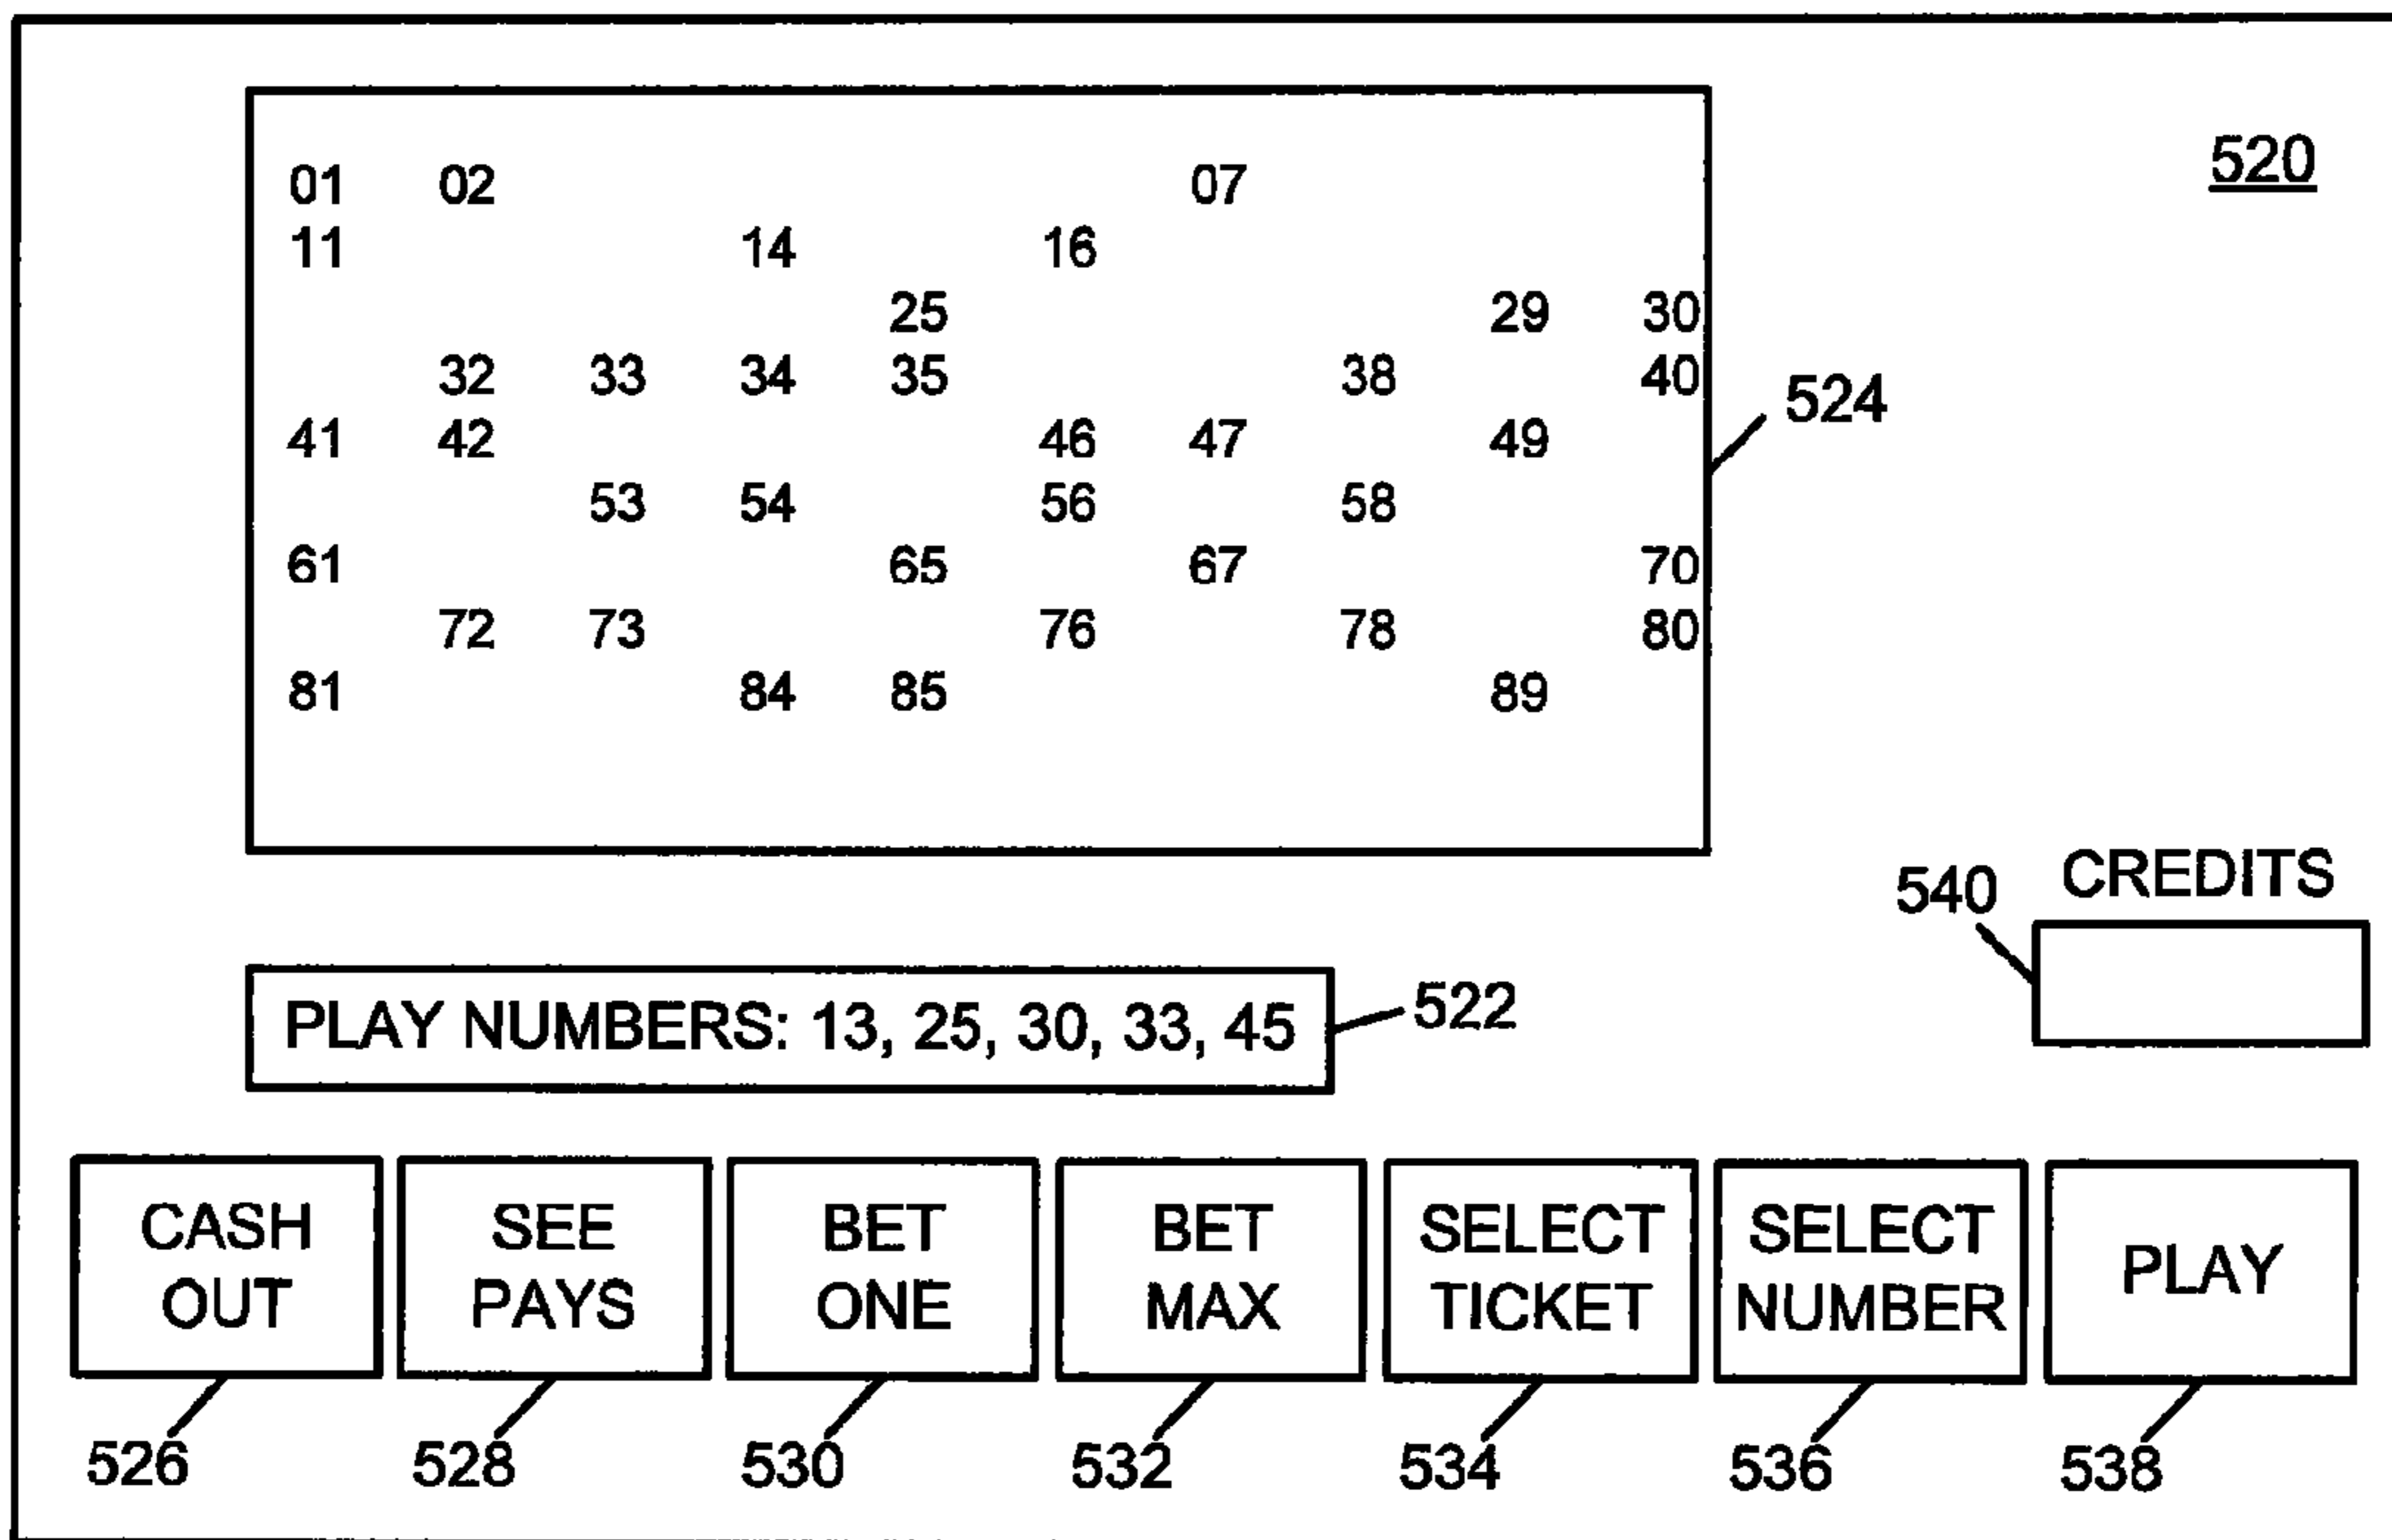 520
01 02 07
11 14 16
25 29 30
32 33 34 35 38 40
524
41 42 46 47 49
53 54 56 58
61 65 67 70
72 73 76 78 80
81 84 85 89
540 CREDITS
PLAY NUMBERS: 13, 25, 30, 33, 45
522
CASH OUT
SEE PAYS
BET ONE
BET MAX
SELECT TICKET
SELECT NUMBER
PLAY
526 528 530 532 534 536 538